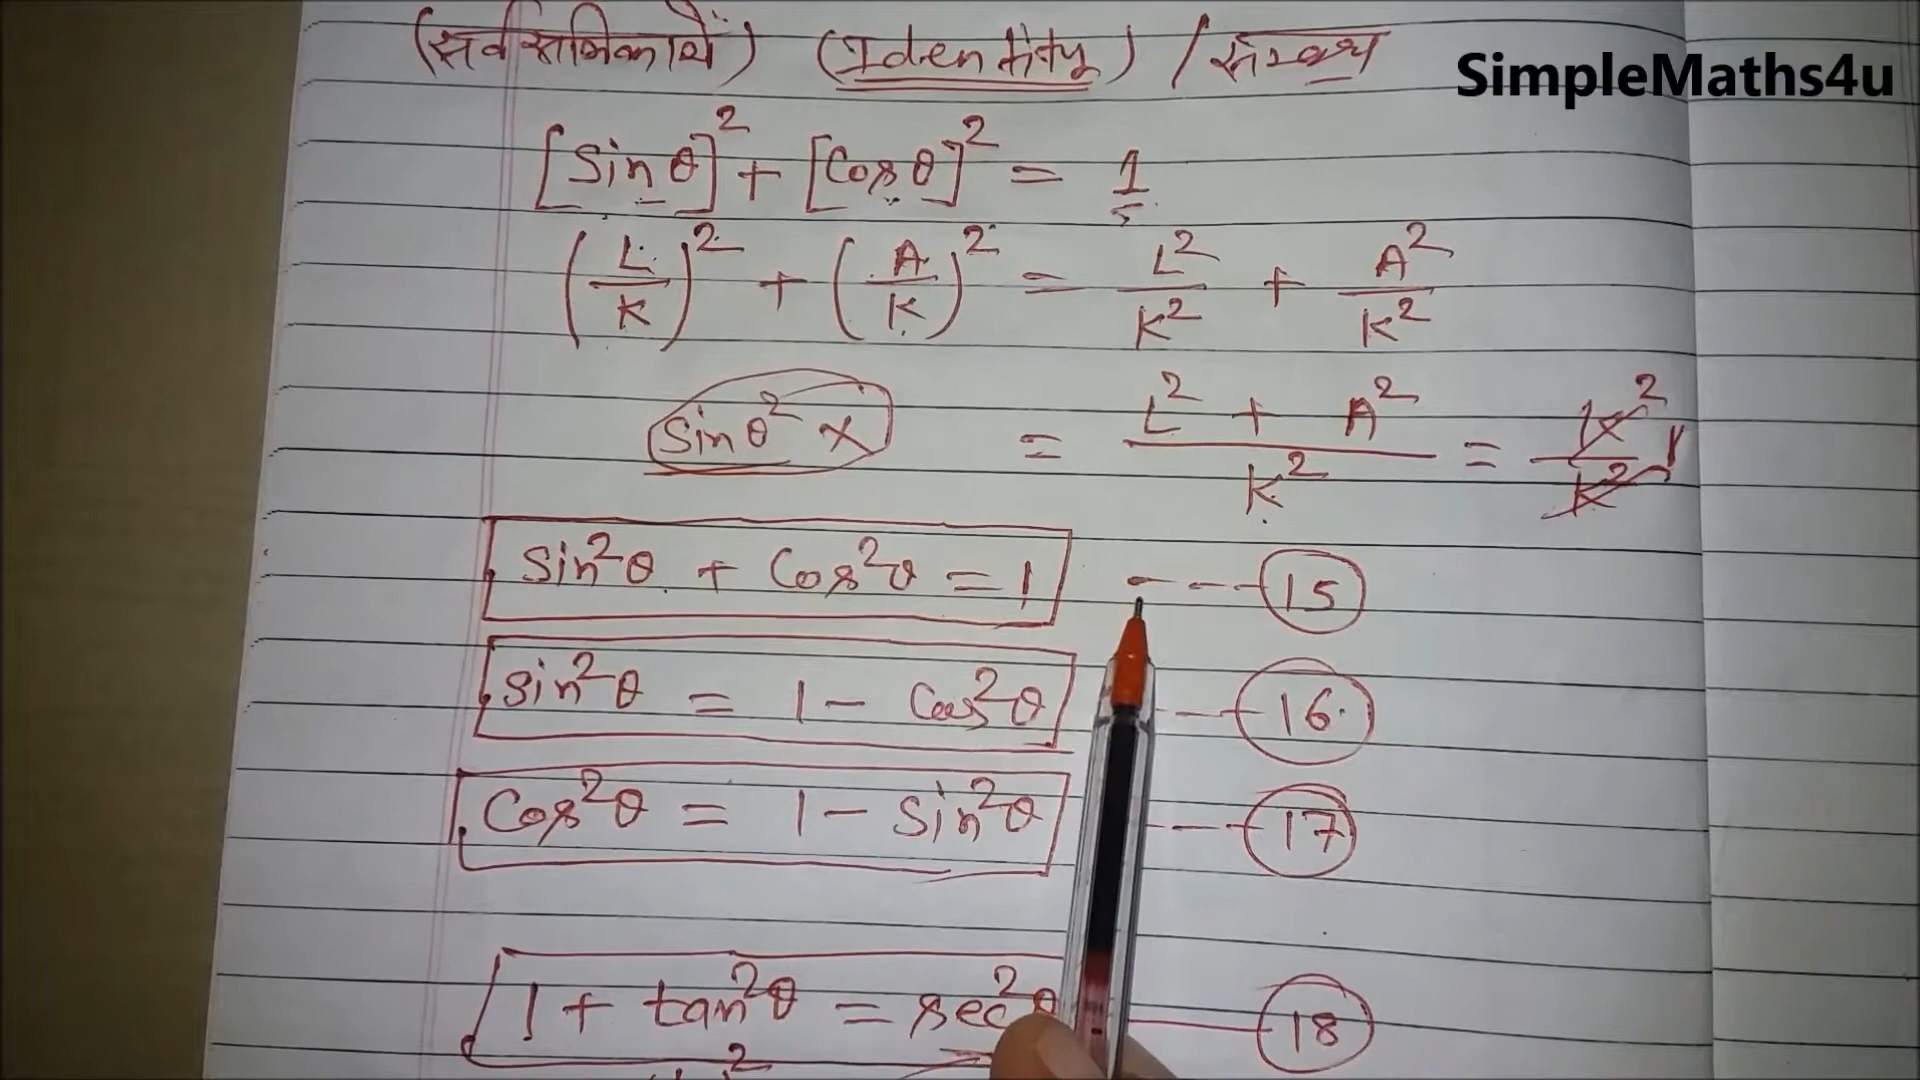 (सर्वसमिकायें) (Identity) / संबंध
SimpleMaths4u
[Sin θ]² + [Cos θ]² = 1
(L/K)² + (A/K)² = L²/K² + A²/K²
Sin θ² × = (L² + A²)/K² = K²/K² 1
Sin²θ + Cos²θ = 1 --- 15
Sin²θ = 1 - Cos²θ -- 16
Cos²θ = 1 - Sin²θ --- 17
1 + tan²θ = sec²θ — 18